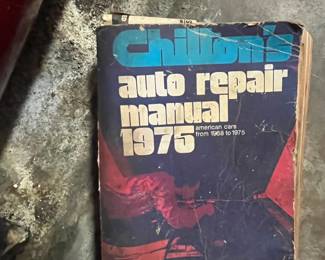 Chilton's
auto repair
manual
1975
american cars
from 1968 to 1975